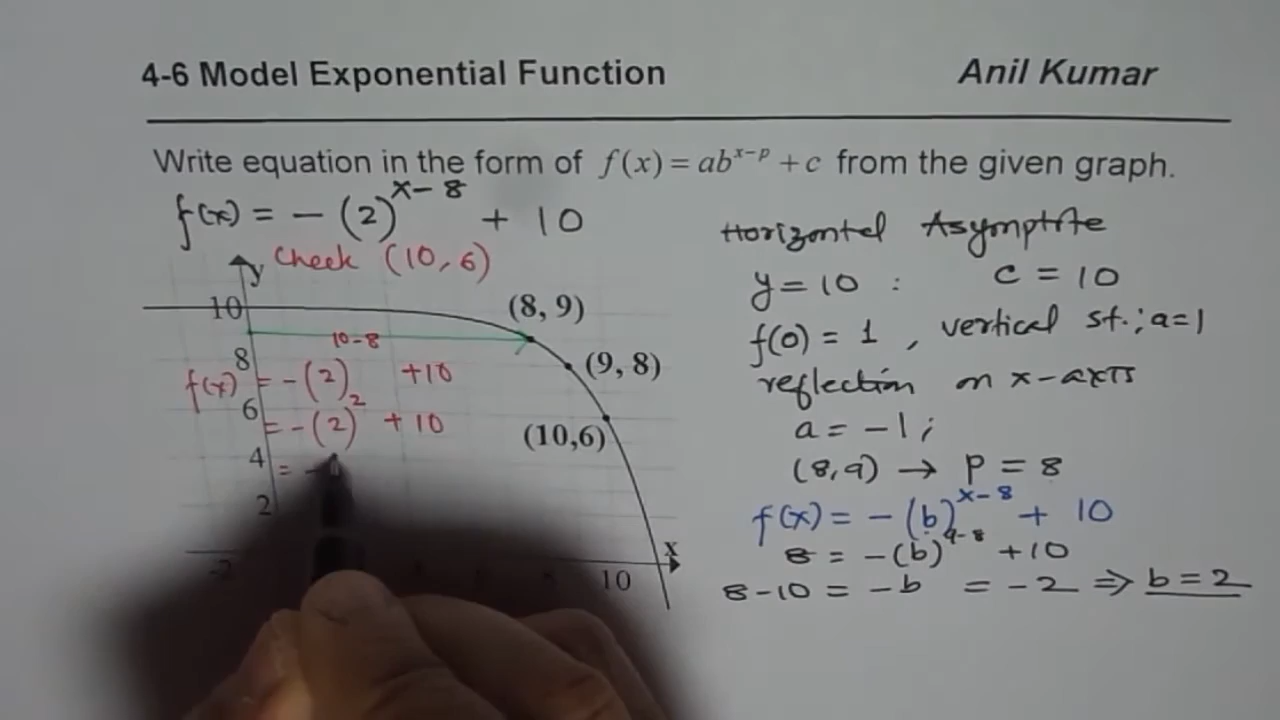 4-6 Model Exponential Function
Anil Kumar
Write equation in the form of f(x) = ab^{x-p} + c from the given graph.
f(x) = - (2)^{x-8} + 10
Check (10, 6)
y
10
8
6
4
2
-2
10
x
(8, 9)
(9, 8)
(10,6)
f(x) = -(2)^{10-8} +10
= -(2)^2 + 10
= -
Horizontal Asymptote
y = 10 : c = 10
f(0) = 1 , vertical st.; a=1
reflection on x-axis
a = -1 ;
(8,9) → p = 8
f(x) = - (b)^{x-8} + 10
8 = -(b)^{9-8} +10
8-10 = -b = -2 ⇒ b = 2